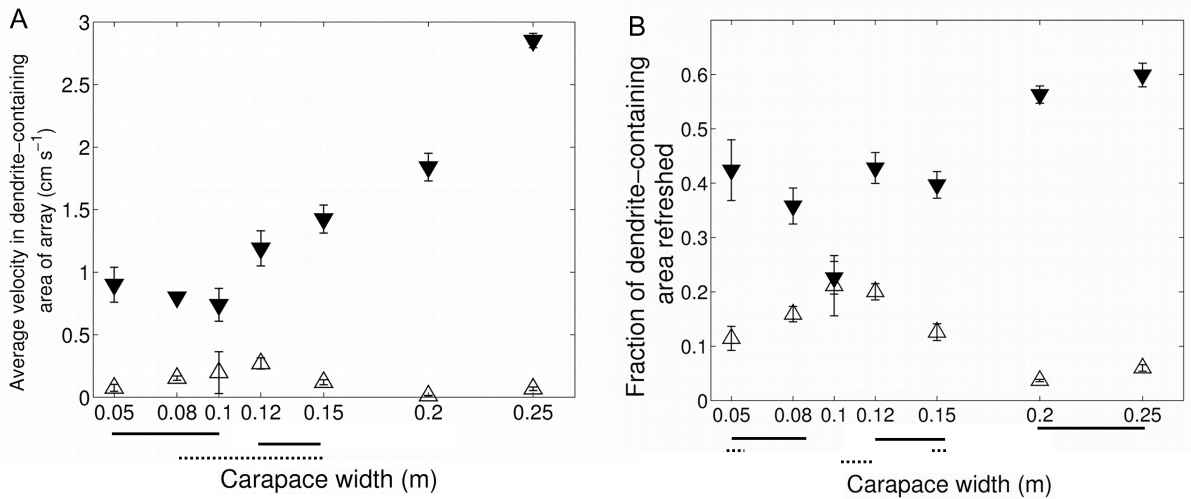 A
3
2.5
2
1.5
1
0.5
0
Average velocity in dendrite−containing
area of array (cm s−1)
0.05 0.08 0.1 0.12 0.15 0.2 0.25
Carapace width (m)
B
0.6
0.5
0.4
0.3
0.2
0.1
0
Fraction of dendrite−containing
area refreshed
0.05 0.08 0.1 0.12 0.15 0.2 0.25
Carapace width (m)